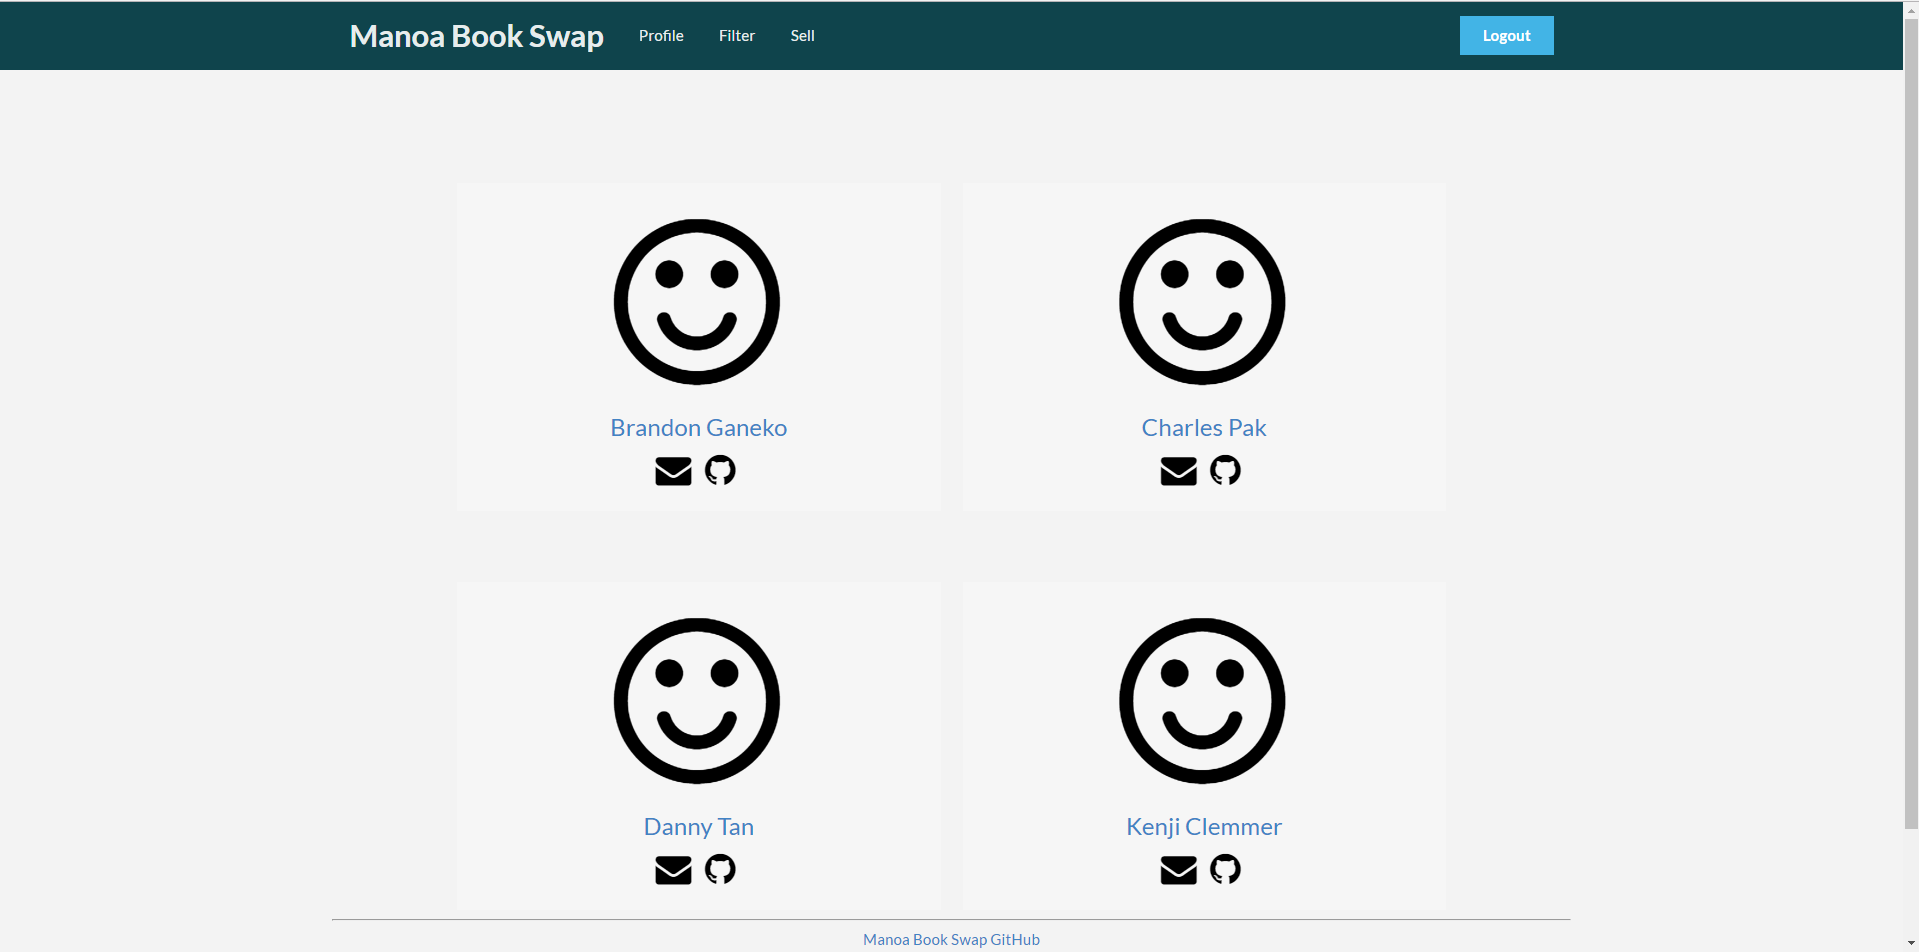 Manoa Book Swap Profile Filter Sell Logout
Brandon Ganeko Charles Pak
Danny Tan Kenji Clemmer
Manoa Book Swap GitHub